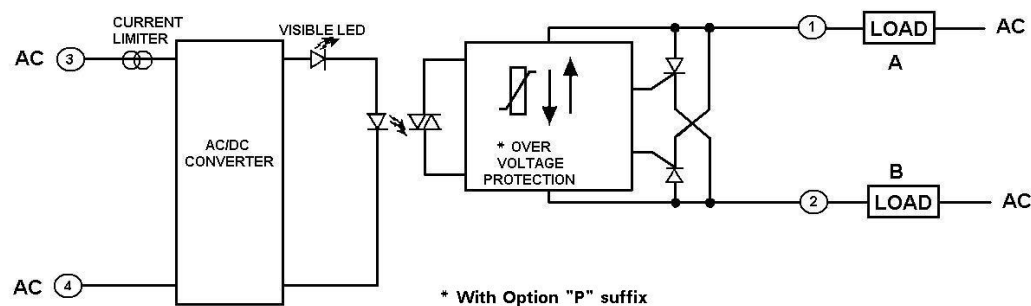 CURRENT
LIMITER
AC 3
VISIBLE LED
AC/DC
CONVERTER
AC 4
* OVER
VOLTAGE
PROTECTION
1 LOAD AC
A
B
2 LOAD AC
* With Option "P" suffix